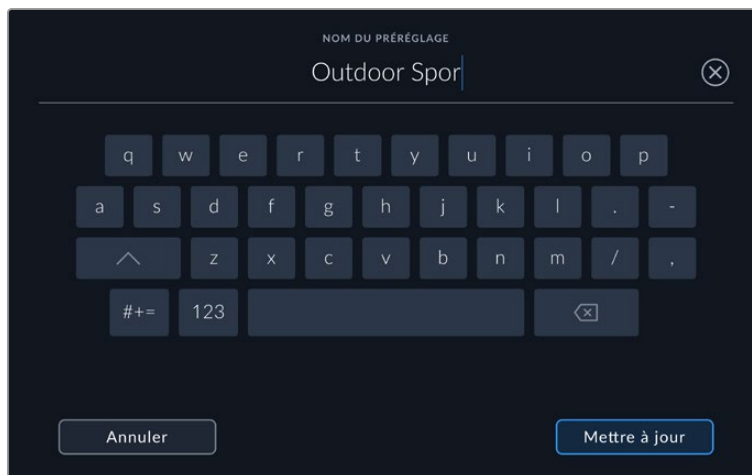 NOM DU PRÉRÉGLAGE
Outdoor Spor
q w e r t y u i o p
a s d f g h j k l . -
z x c v b n m / ,
#+= 123
Annuler Mettre à jour